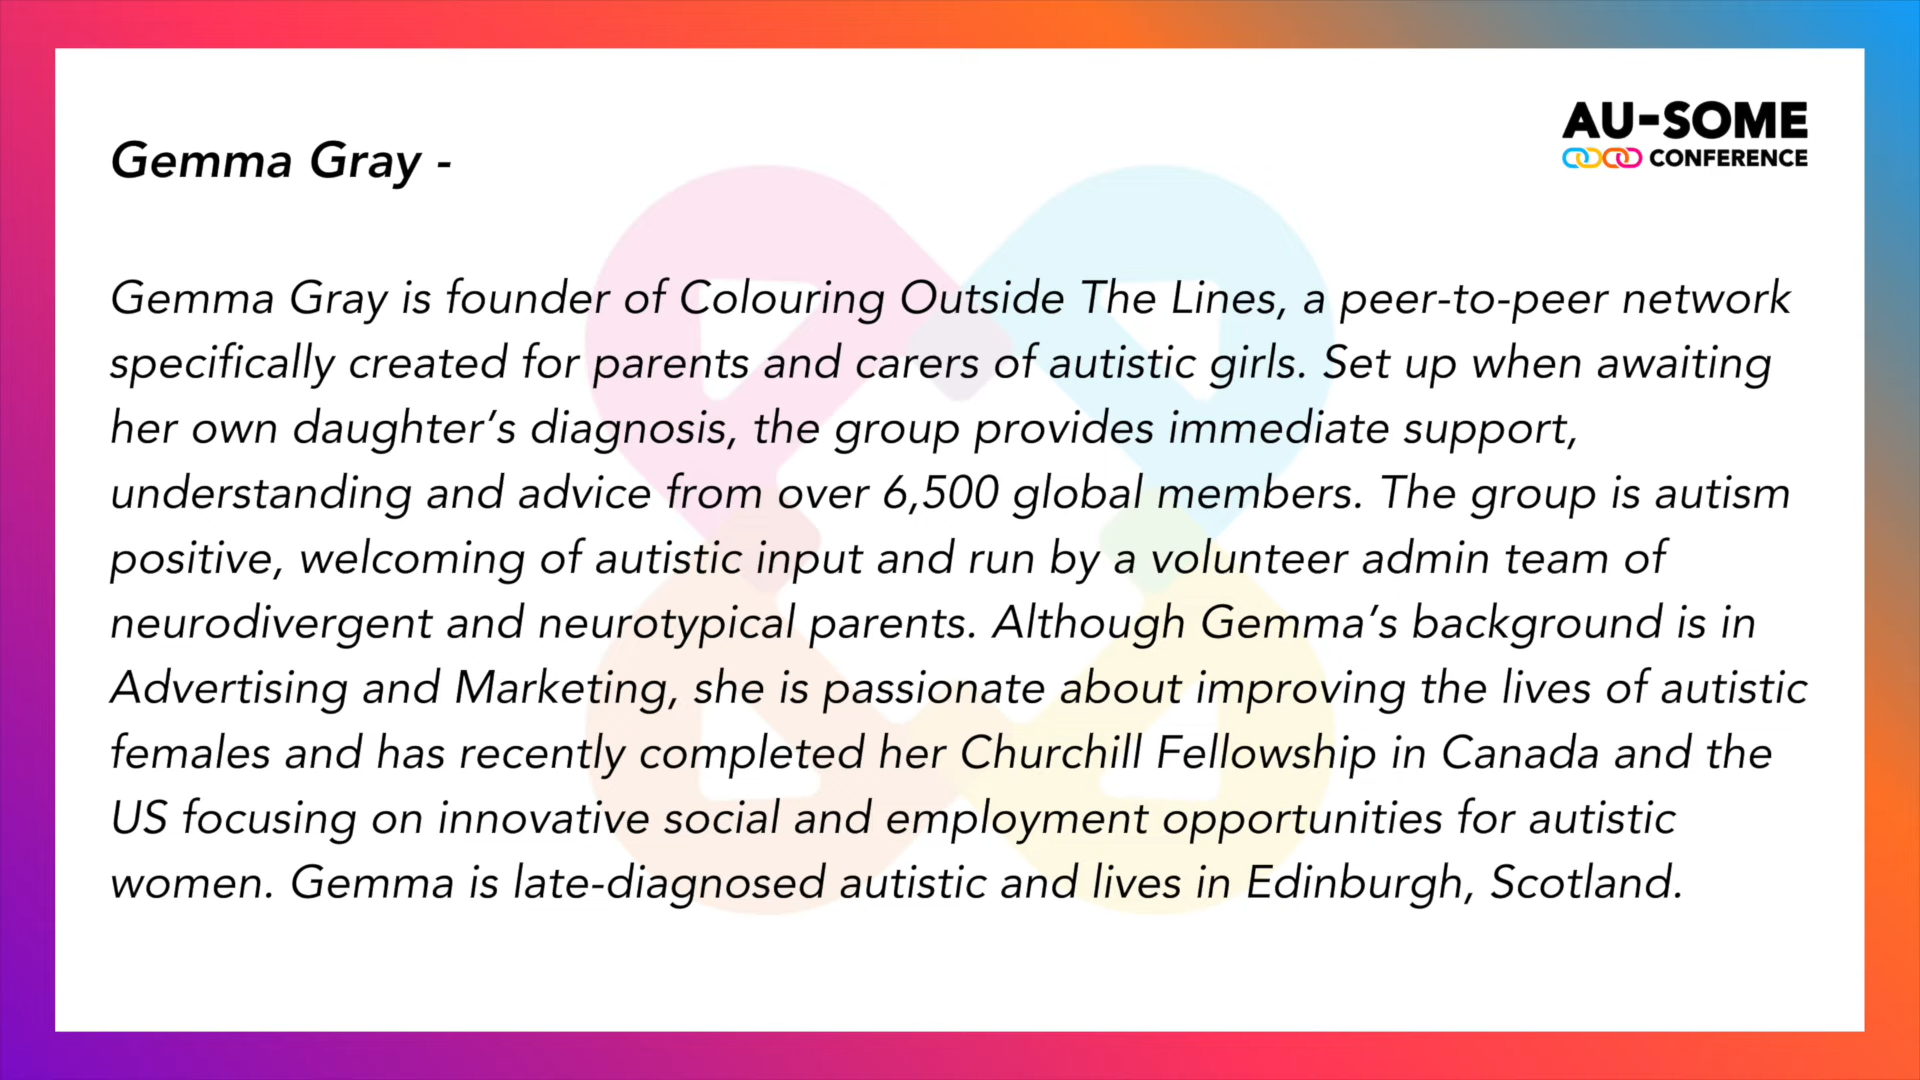 AU-SOME
CONFERENCE
Gemma Gray -
Gemma Gray is founder of Colouring Outside The Lines, a peer-to-peer network
specifically created for parents and carers of autistic girls. Set up when awaiting
her own daughter’s diagnosis, the group provides immediate support,
understanding and advice from over 6,500 global members. The group is autism
positive, welcoming of autistic input and run by a volunteer admin team of
neurodivergent and neurotypical parents. Although Gemma’s background is in
Advertising and Marketing, she is passionate about improving the lives of autistic
females and has recently completed her Churchill Fellowship in Canada and the
US focusing on innovative social and employment opportunities for autistic
women. Gemma is late-diagnosed autistic and lives in Edinburgh, Scotland.